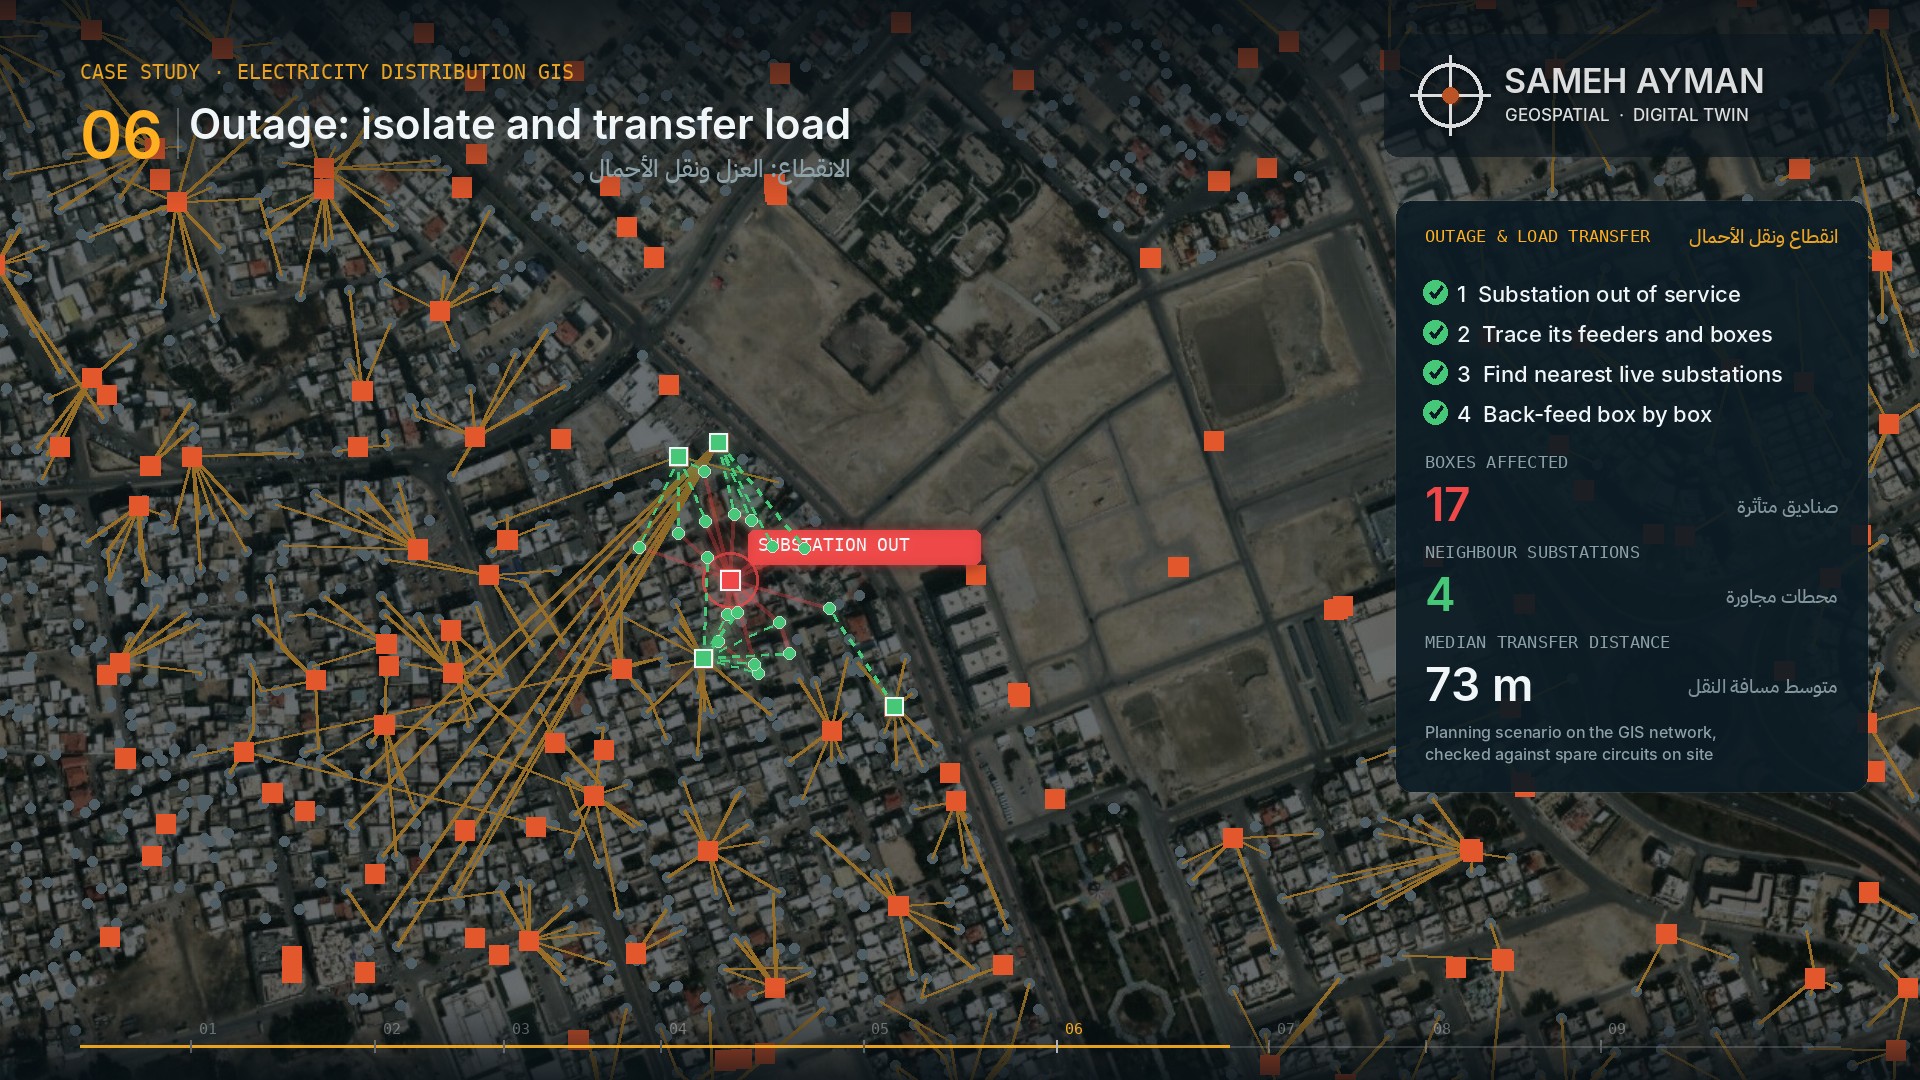 CASE STUDY · ELECTRICITY DISTRIBUTION GIS
06 Outage: isolate and transfer load
الانقطاع: العزل ونقل الأحمال
SAMEH AYMAN
GEOSPATIAL · DIGITAL TWIN
OUTAGE & LOAD TRANSFER انقطاع ونقل الأحمال
1 Substation out of service
2 Trace its feeders and boxes
3 Find nearest live substations
4 Back-feed box by box
BOXES AFFECTED
17 صناديق متأثرة
NEIGHBOUR SUBSTATIONS
4 محطات مجاورة
MEDIAN TRANSFER DISTANCE
73 m متوسط مسافة النقل
Planning scenario on the GIS network,
checked against spare circuits on site
SUBSTATION OUT
01 02 03 04 05 06 07 08 09